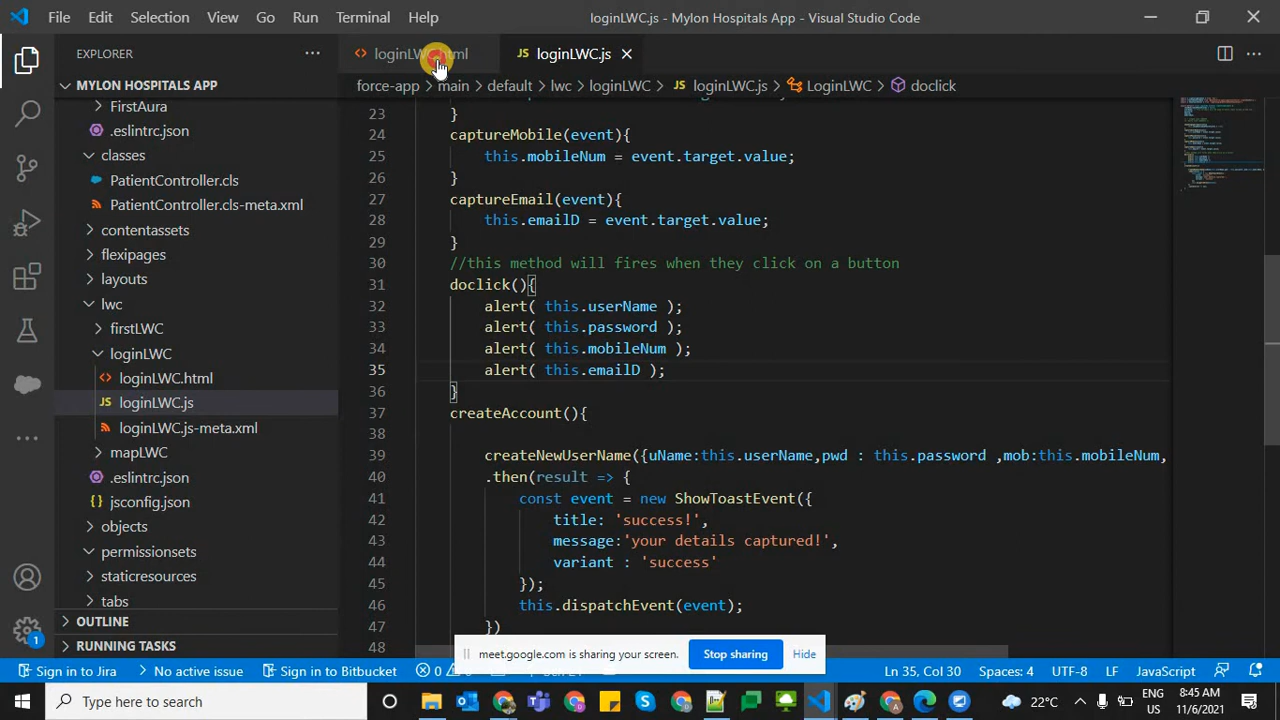 File Edit Selection View Go Run Terminal Help loginLWC.js - Mylon Hospitals App - Visual Studio Code
EXPLORER
MYLON HOSPITALS APP
FirstAura
.eslintrc.json
classes
PatientController.cls
PatientController.cls-meta.xml
contentassets
flexipages
layouts
lwc
firstLWC
loginLWC
loginLWC.html
JS loginLWC.js
loginLWC.js-meta.xml
mapLWC
.eslintrc.json
jsconfig.json
objects
permissionsets
staticresources
tabs
OUTLINE
RUNNING TASKS
1
loginLWC.html JS loginLWC.js
force-app > main > default > lwc > loginLWC > JS loginLWC.js > LoginLWC > doclick
23 }
24 captureMobile(event){
25 this.mobileNum = event.target.value;
26 }
27 captureEmail(event){
28 this.emailD = event.target.value;
29 }
30 //this method will fires when they click on a button
31 doclick(){
32 alert( this.userName );
33 alert( this.password );
34 alert( this.mobileNum );
35 alert( this.emailD );
36 }
37 createAccount(){
38
39 createNewUserName({uName:this.userName,pwd : this.password ,mob:this.mobileNum,
40 .then(result => {
41 const event = new ShowToastEvent({
42 title: 'success!',
43 message:'your details captured!',
44 variant : 'success'
45 });
46 this.dispatchEvent(event);
47 })
48
meet.google.com is sharing your screen. Stop sharing Hide
Sign in to Jira No active issue Sign in to Bitbucket 0 Ln 35, Col 30 Spaces: 4 UTF-8 LF JavaScript
Type here to search
22°C ENG US 8:45 AM 11/6/2021